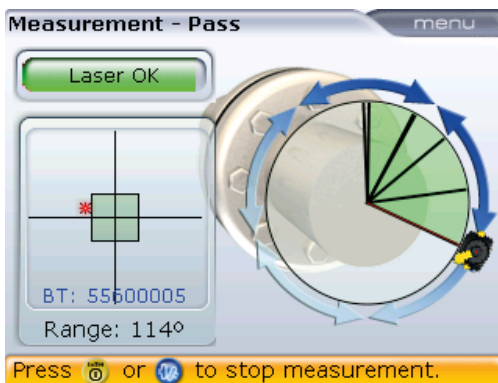 Measurement - Pass
menu
Laser OK
BT: 55600005
Range: 114º
Press or to stop measurement.